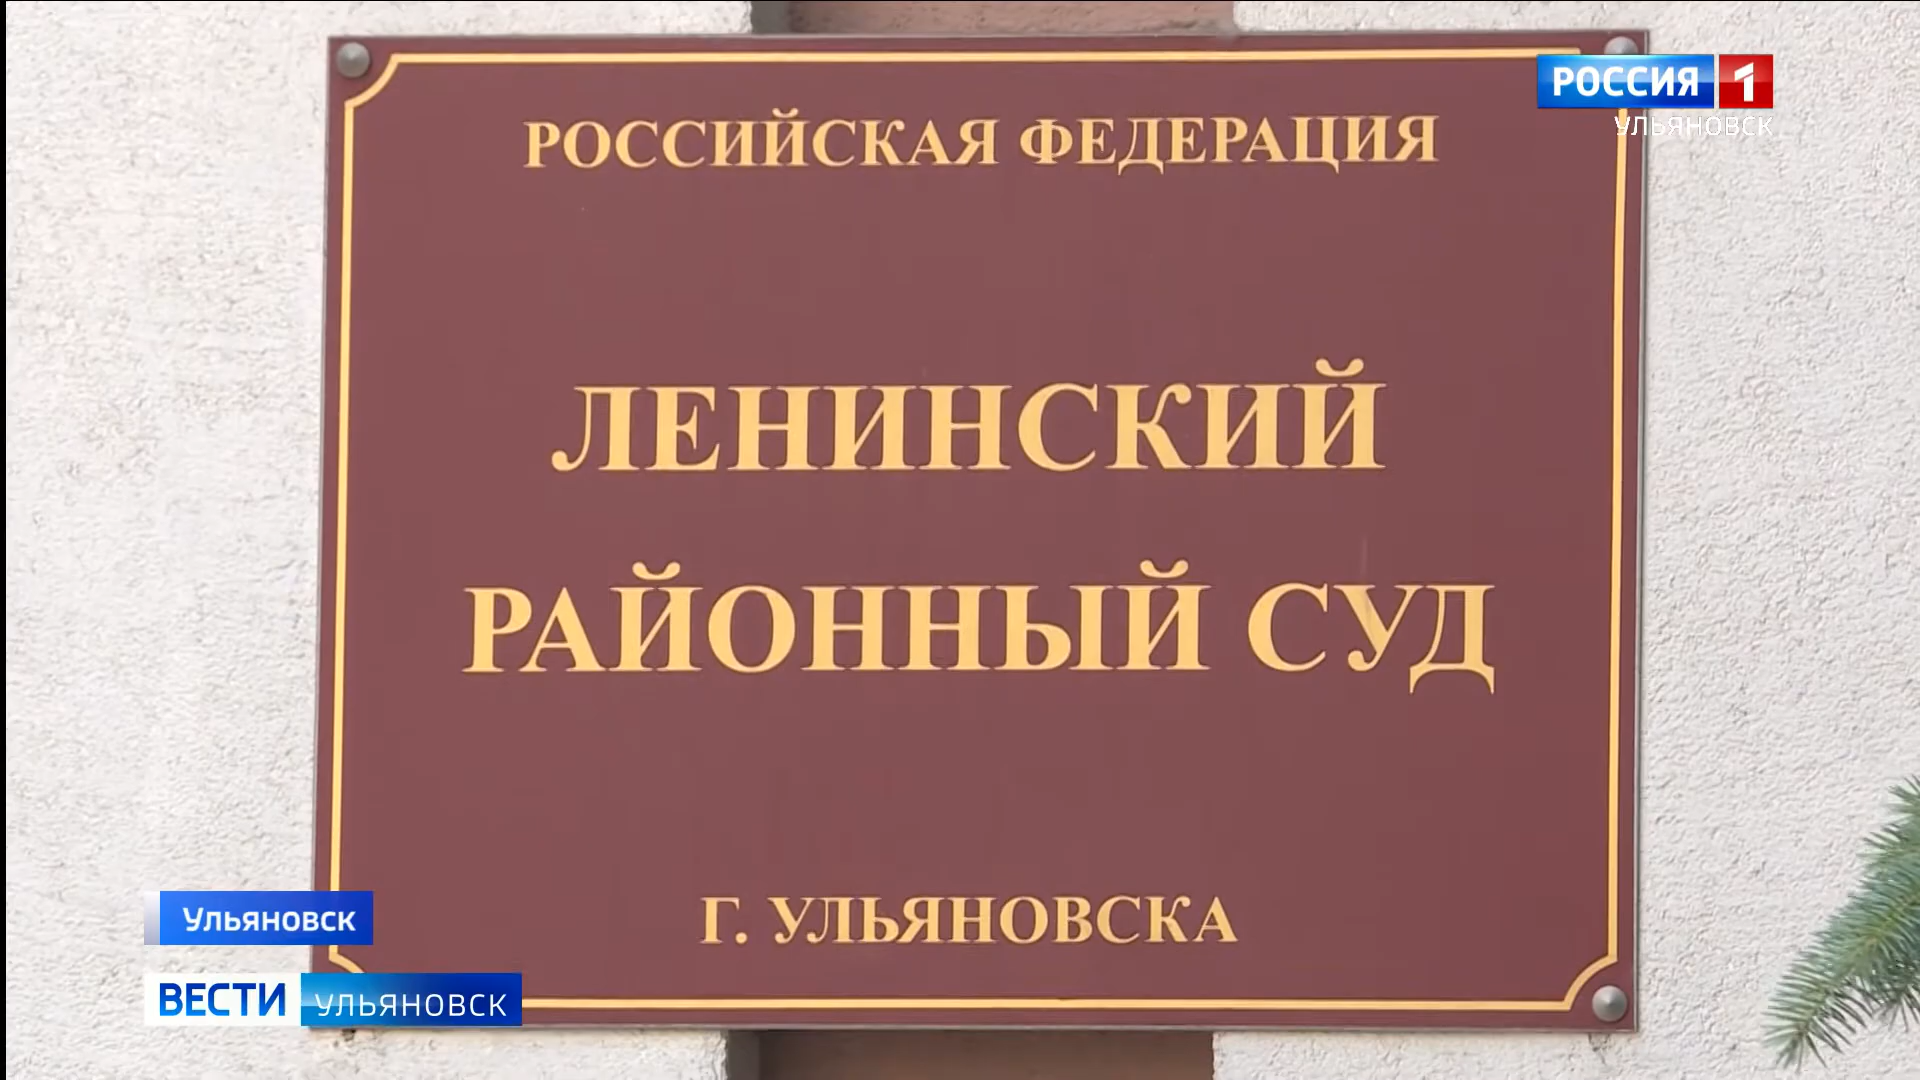 РОССИЯ 1
УЛЬЯНОВСК
РОССИЙСКАЯ ФЕДЕРАЦИЯ
ЛЕНИНСКИЙ
РАЙОННЫЙ СУД
Г. УЛЬЯНОВСКА
Ульяновск
ВЕСТИ УЛЬЯНОВСК